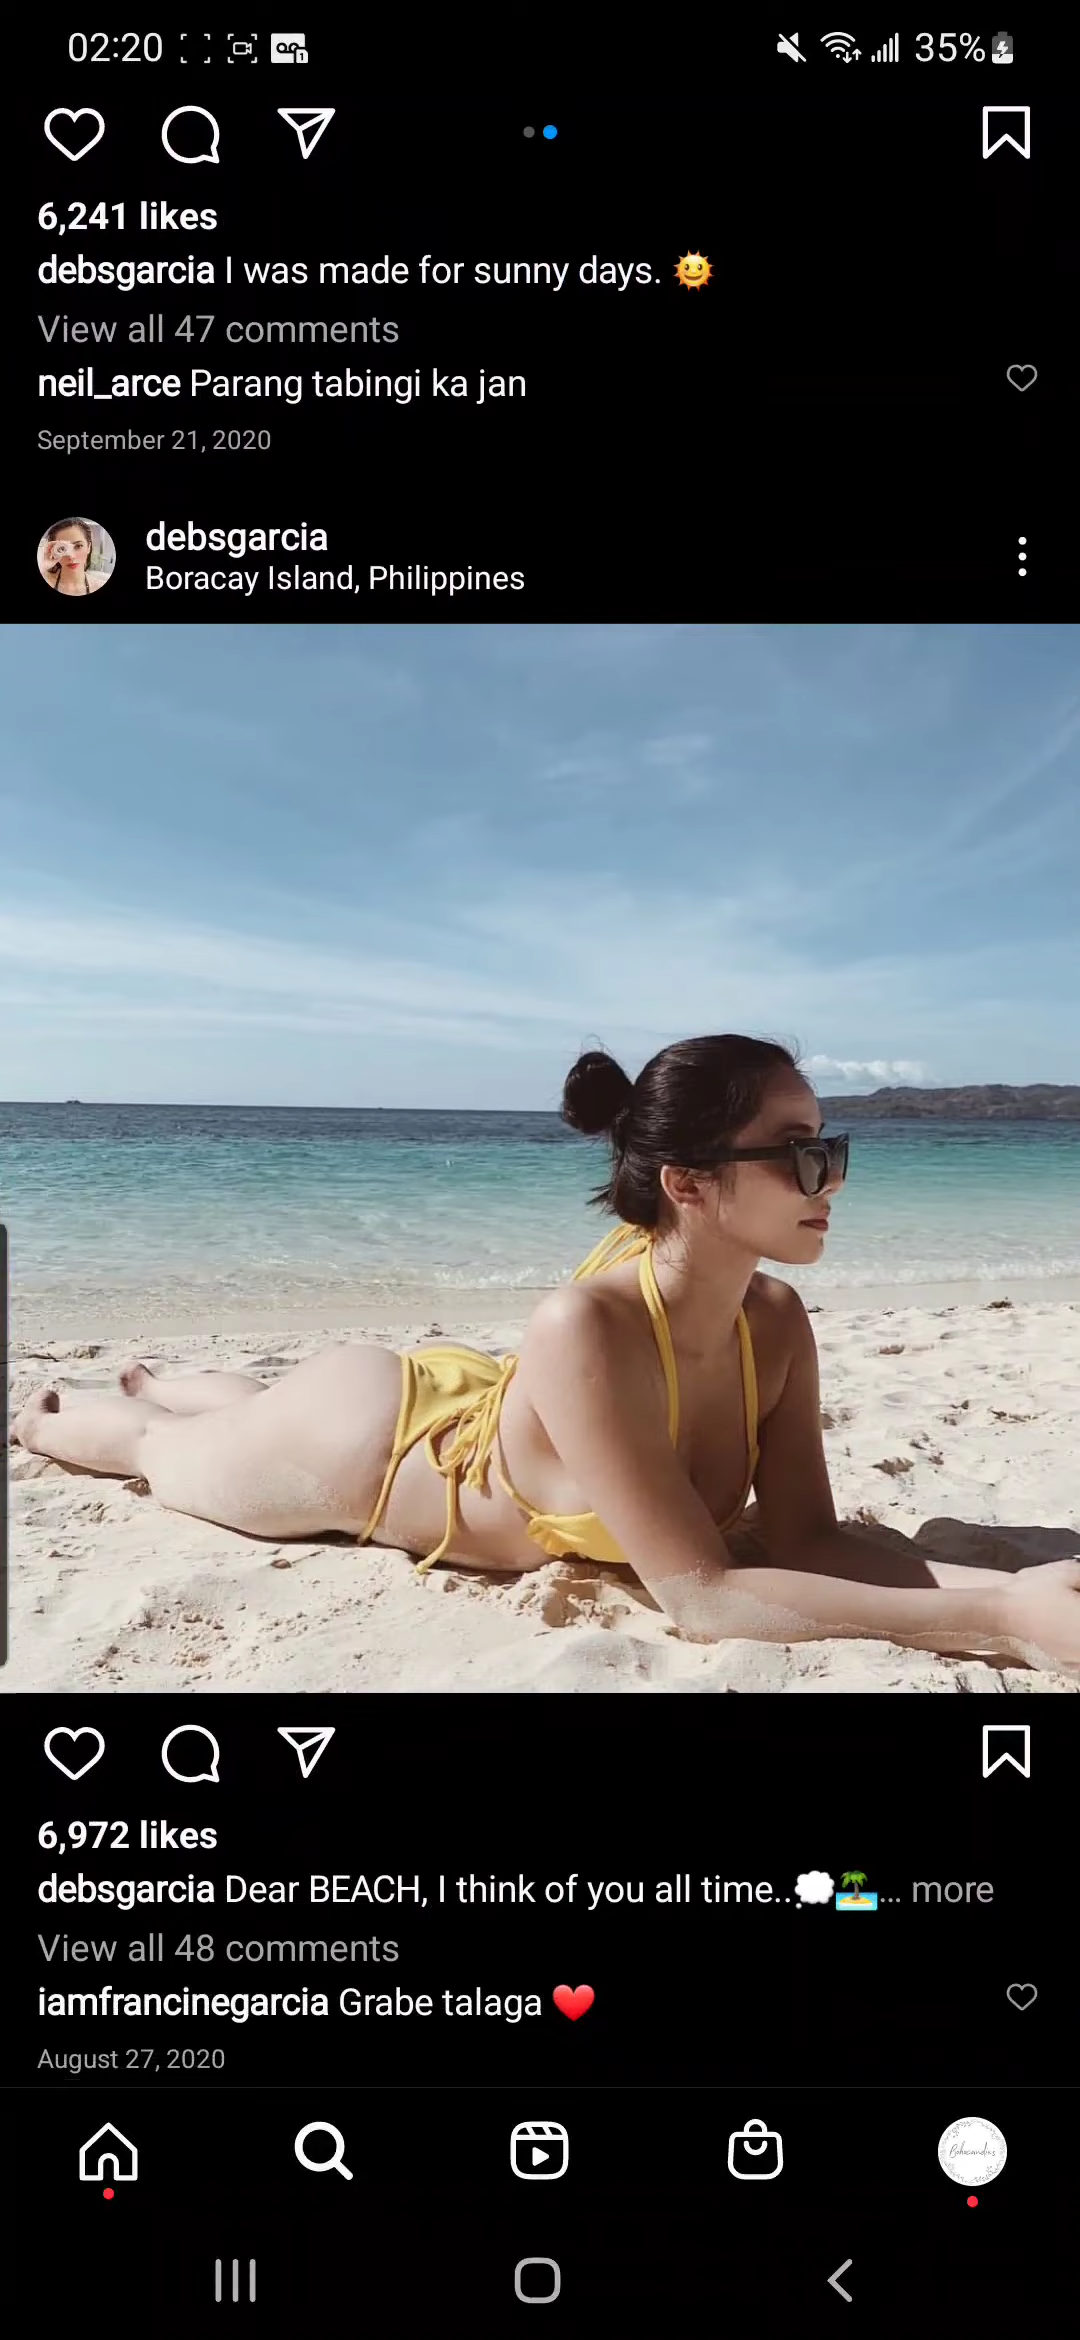 02:20
35%
6,241 likes
debsgarcia I was made for sunny days. 🌞
View all 47 comments
neil_arce Parang tabingi ka jan
September 21, 2020
debsgarcia
Boracay Island, Philippines
6,972 likes
debsgarcia Dear BEACH, I think of you all time..💭🏝️... more
View all 48 comments
iamfrancinegarcia Grabe talaga ❤️
August 27, 2020